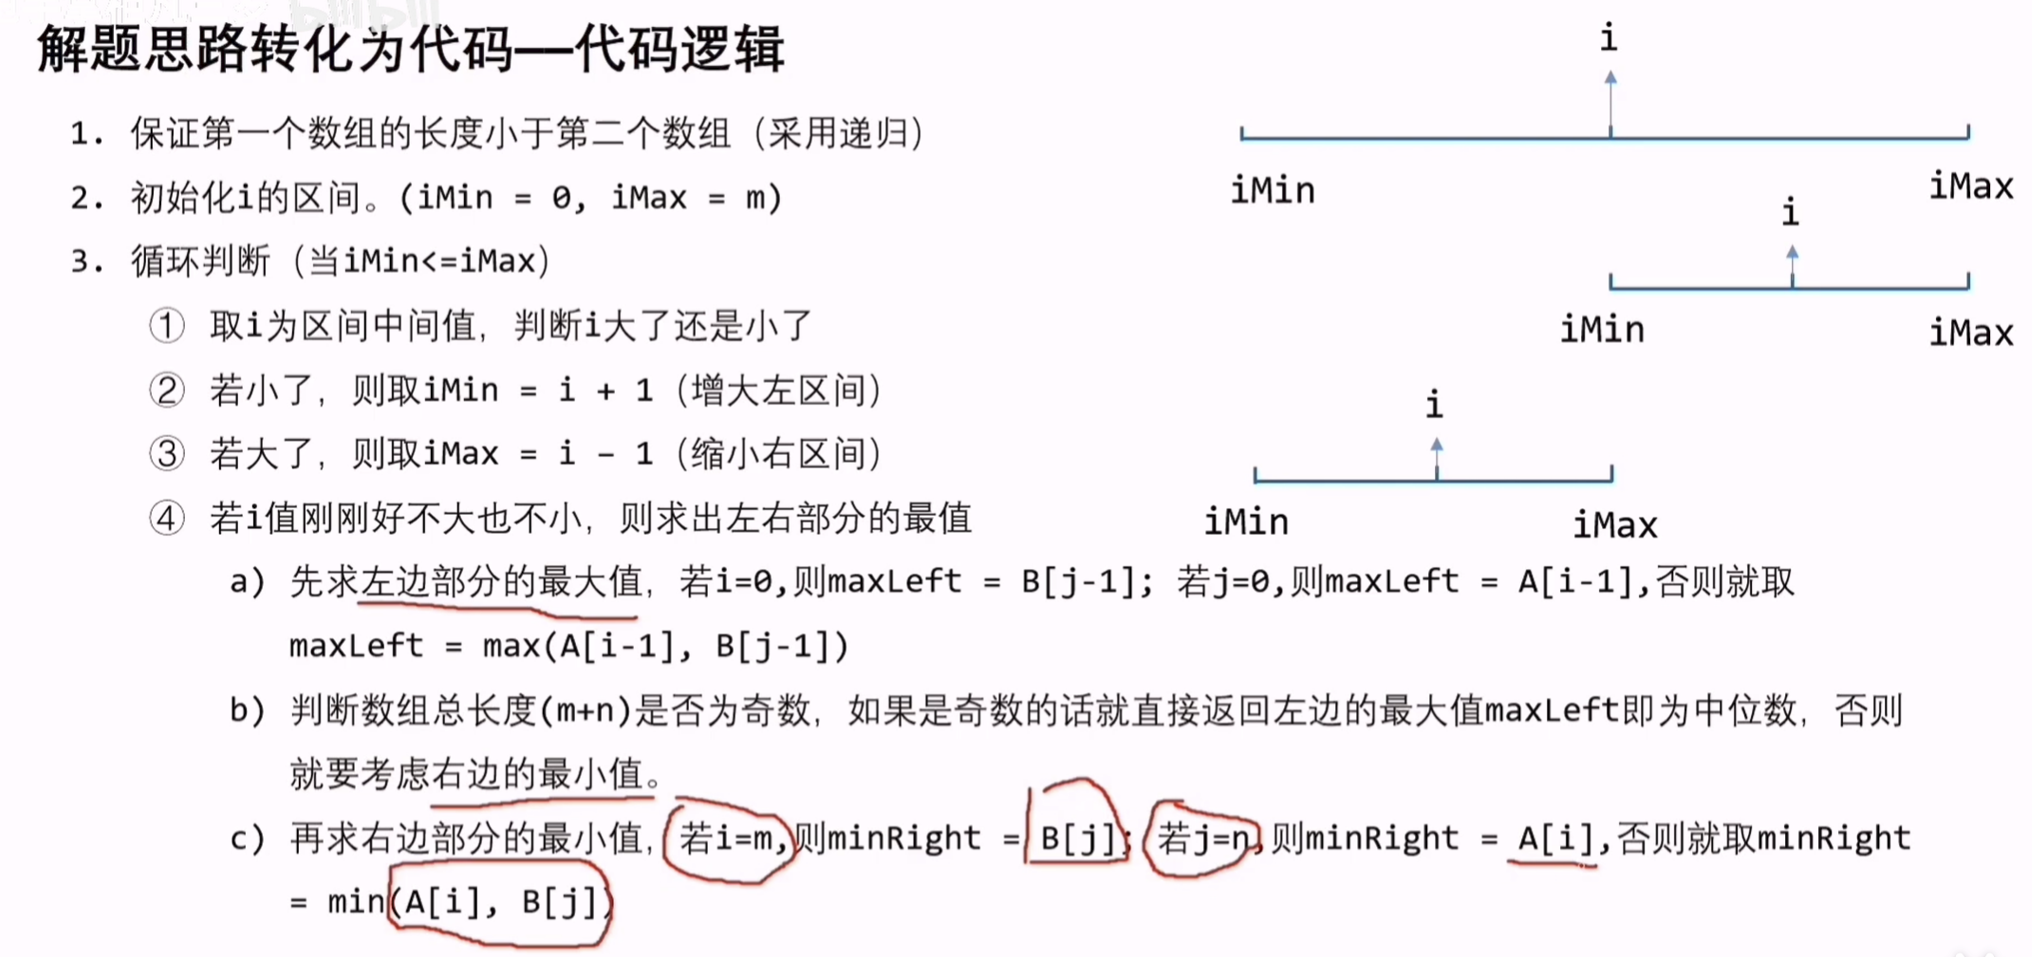 解题思路转化为代码——代码逻辑
1. 保证第一个数组的长度小于第二个数组（采用递归）
2. 初始化i的区间。(iMin = 0, iMax = m)
3. 循环判断（当iMin<=iMax）
① 取i为区间中间值，判断i大了还是小了
② 若小了，则取iMin = i + 1（增大左区间）
③ 若大了，则取iMax = i – 1（缩小右区间）
④ 若i值刚刚好不大也不小，则求出左右部分的最值
a) 先求左边部分的最大值，若i=0,则maxLeft = B[j-1]; 若j=0,则maxLeft = A[i-1],否则就取
maxLeft = max(A[i-1], B[j-1])
b) 判断数组总长度(m+n)是否为奇数，如果是奇数的话就直接返回左边的最大值maxLeft即为中位数，否则
就要考虑右边的最小值。
c) 再求右边部分的最小值，若i=m,则minRight = B[j]; 若j=n,则minRight = A[i],否则就取minRight
= min(A[i], B[j])
i
iMin
iMax
i
iMin
iMax
i
iMin
iMax
bilibili